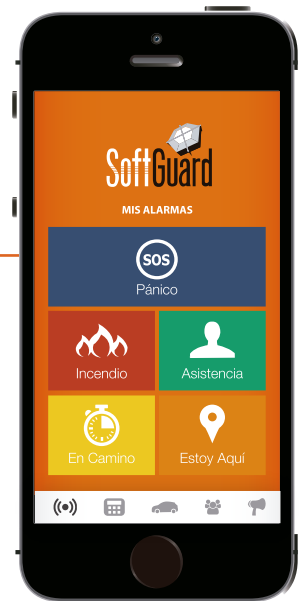 SoftGuard
MIS ALARMAS
SOS
Pánico
Incendio
Asistencia
En Camino
Estoy Aquí